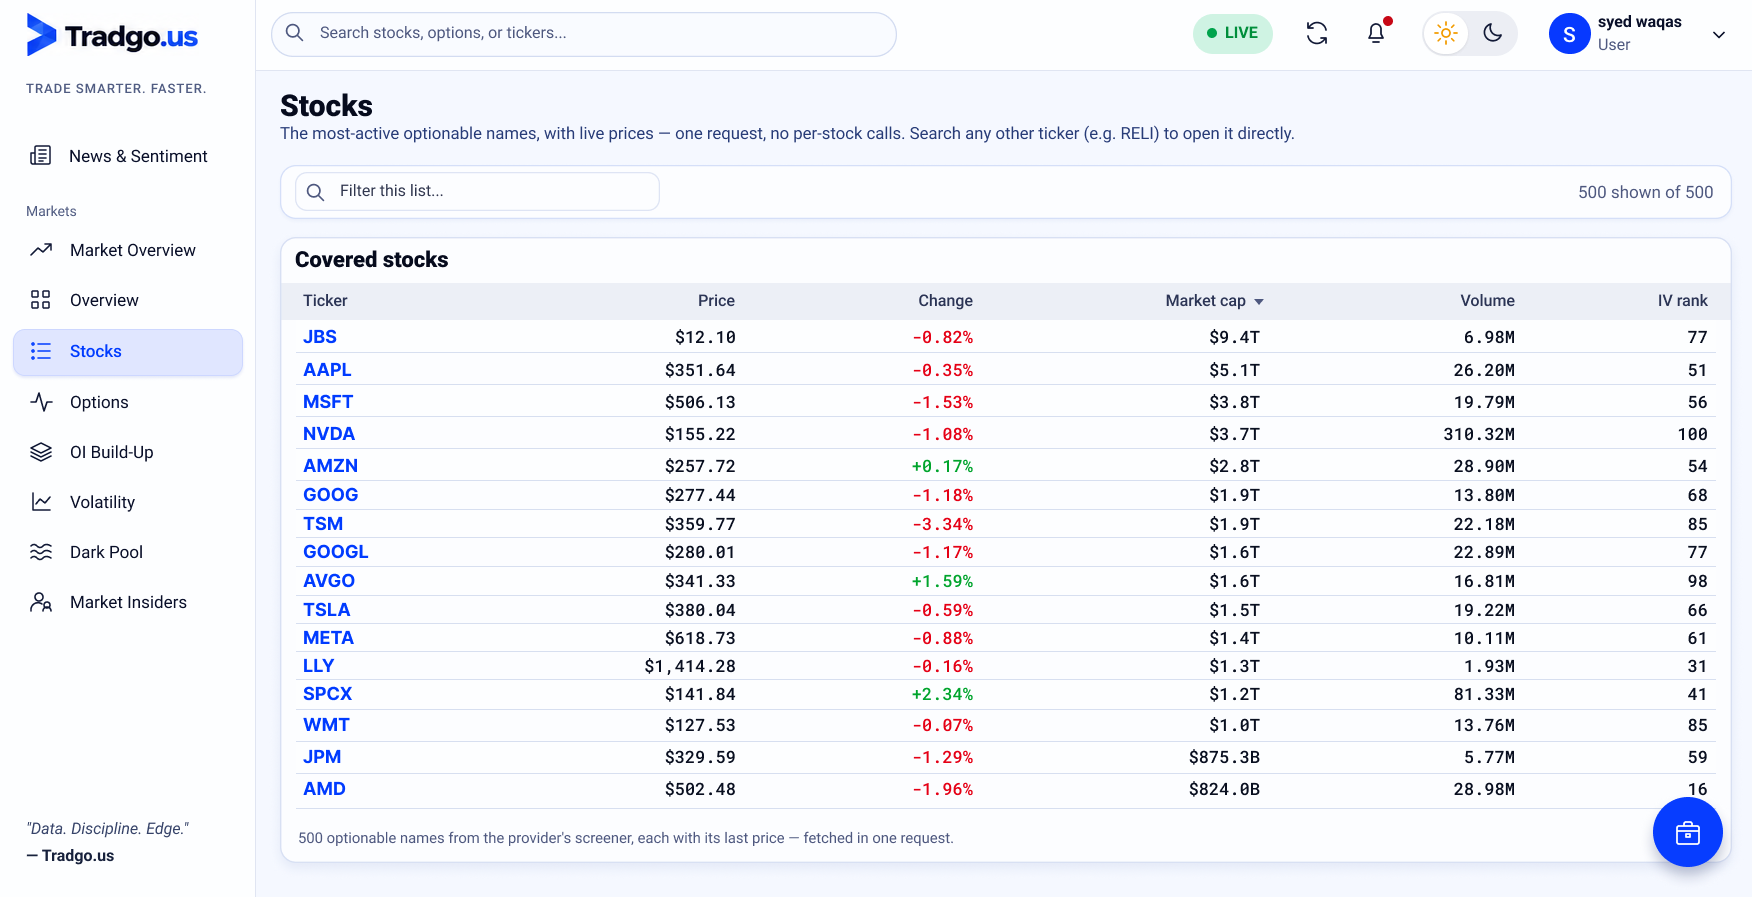 Tradgo.us
TRADE SMARTER. FASTER.
News & Sentiment
Markets
Market Overview
Overview
Stocks
Options
OI Build-Up
Volatility
Dark Pool
Market Insiders
"Data. Discipline. Edge."
— Tradgo.us
Search stocks, options, or tickers...
LIVE
S
syed waqas
User
Stocks
The most-active optionable names, with live prices — one request, no per-stock calls. Search any other ticker (e.g. RELI) to open it directly.
Filter this list...
500 shown of 500
Covered stocks
Ticker Price Change Market cap Volume IV rank
JBS $12.10 -0.82% $9.4T 6.98M 77
AAPL $351.64 -0.35% $5.1T 26.20M 51
MSFT $506.13 -1.53% $3.8T 19.79M 56
NVDA $155.22 -1.08% $3.7T 310.32M 100
AMZN $257.72 +0.17% $2.8T 28.90M 54
GOOG $277.44 -1.18% $1.9T 13.80M 68
TSM $359.77 -3.34% $1.9T 22.18M 85
GOOGL $280.01 -1.17% $1.6T 22.89M 77
AVGO $341.33 +1.59% $1.6T 16.81M 98
TSLA $380.04 -0.59% $1.5T 19.22M 66
META $618.73 -0.88% $1.4T 10.11M 61
LLY $1,414.28 -0.16% $1.3T 1.93M 31
SPCX $141.84 +2.34% $1.2T 81.33M 41
WMT $127.53 -0.07% $1.0T 13.76M 85
JPM $329.59 -1.29% $875.3B 5.77M 59
AMD $502.48 -1.96% $824.0B 28.98M 16
500 optionable names from the provider's screener, each with its last price — fetched in one request.